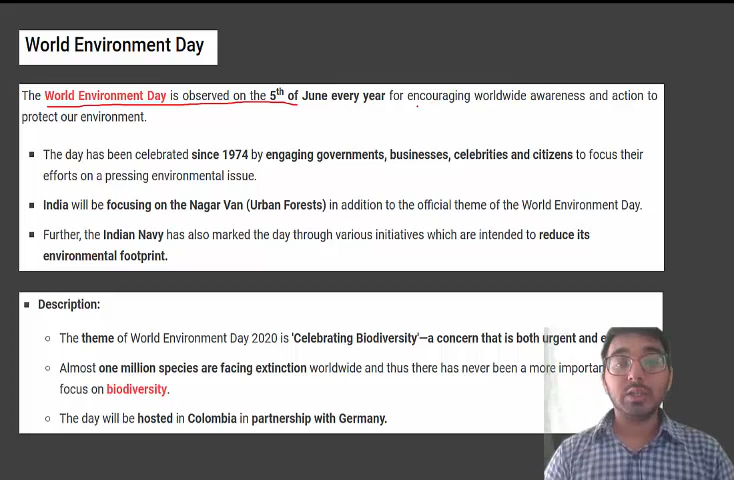 World Environment Day
The World Environment Day is observed on the 5th of June every year for encouraging worldwide awareness and action to
protect our environment.
▪ The day has been celebrated since 1974 by engaging governments, businesses, celebrities and citizens to focus their
efforts on a pressing environmental issue.
▪ India will be focusing on the Nagar Van (Urban Forests) in addition to the official theme of the World Environment Day.
▪ Further, the Indian Navy has also marked the day through various initiatives which are intended to reduce its
environmental footprint.
▪ Description:
○ The theme of World Environment Day 2020 is 'Celebrating Biodiversity'—a concern that is both urgent and
○ Almost one million species are facing extinction worldwide and thus there has never been a more
focus on biodiversity.
○ The day will be hosted in Colombia in partnership with Germany.